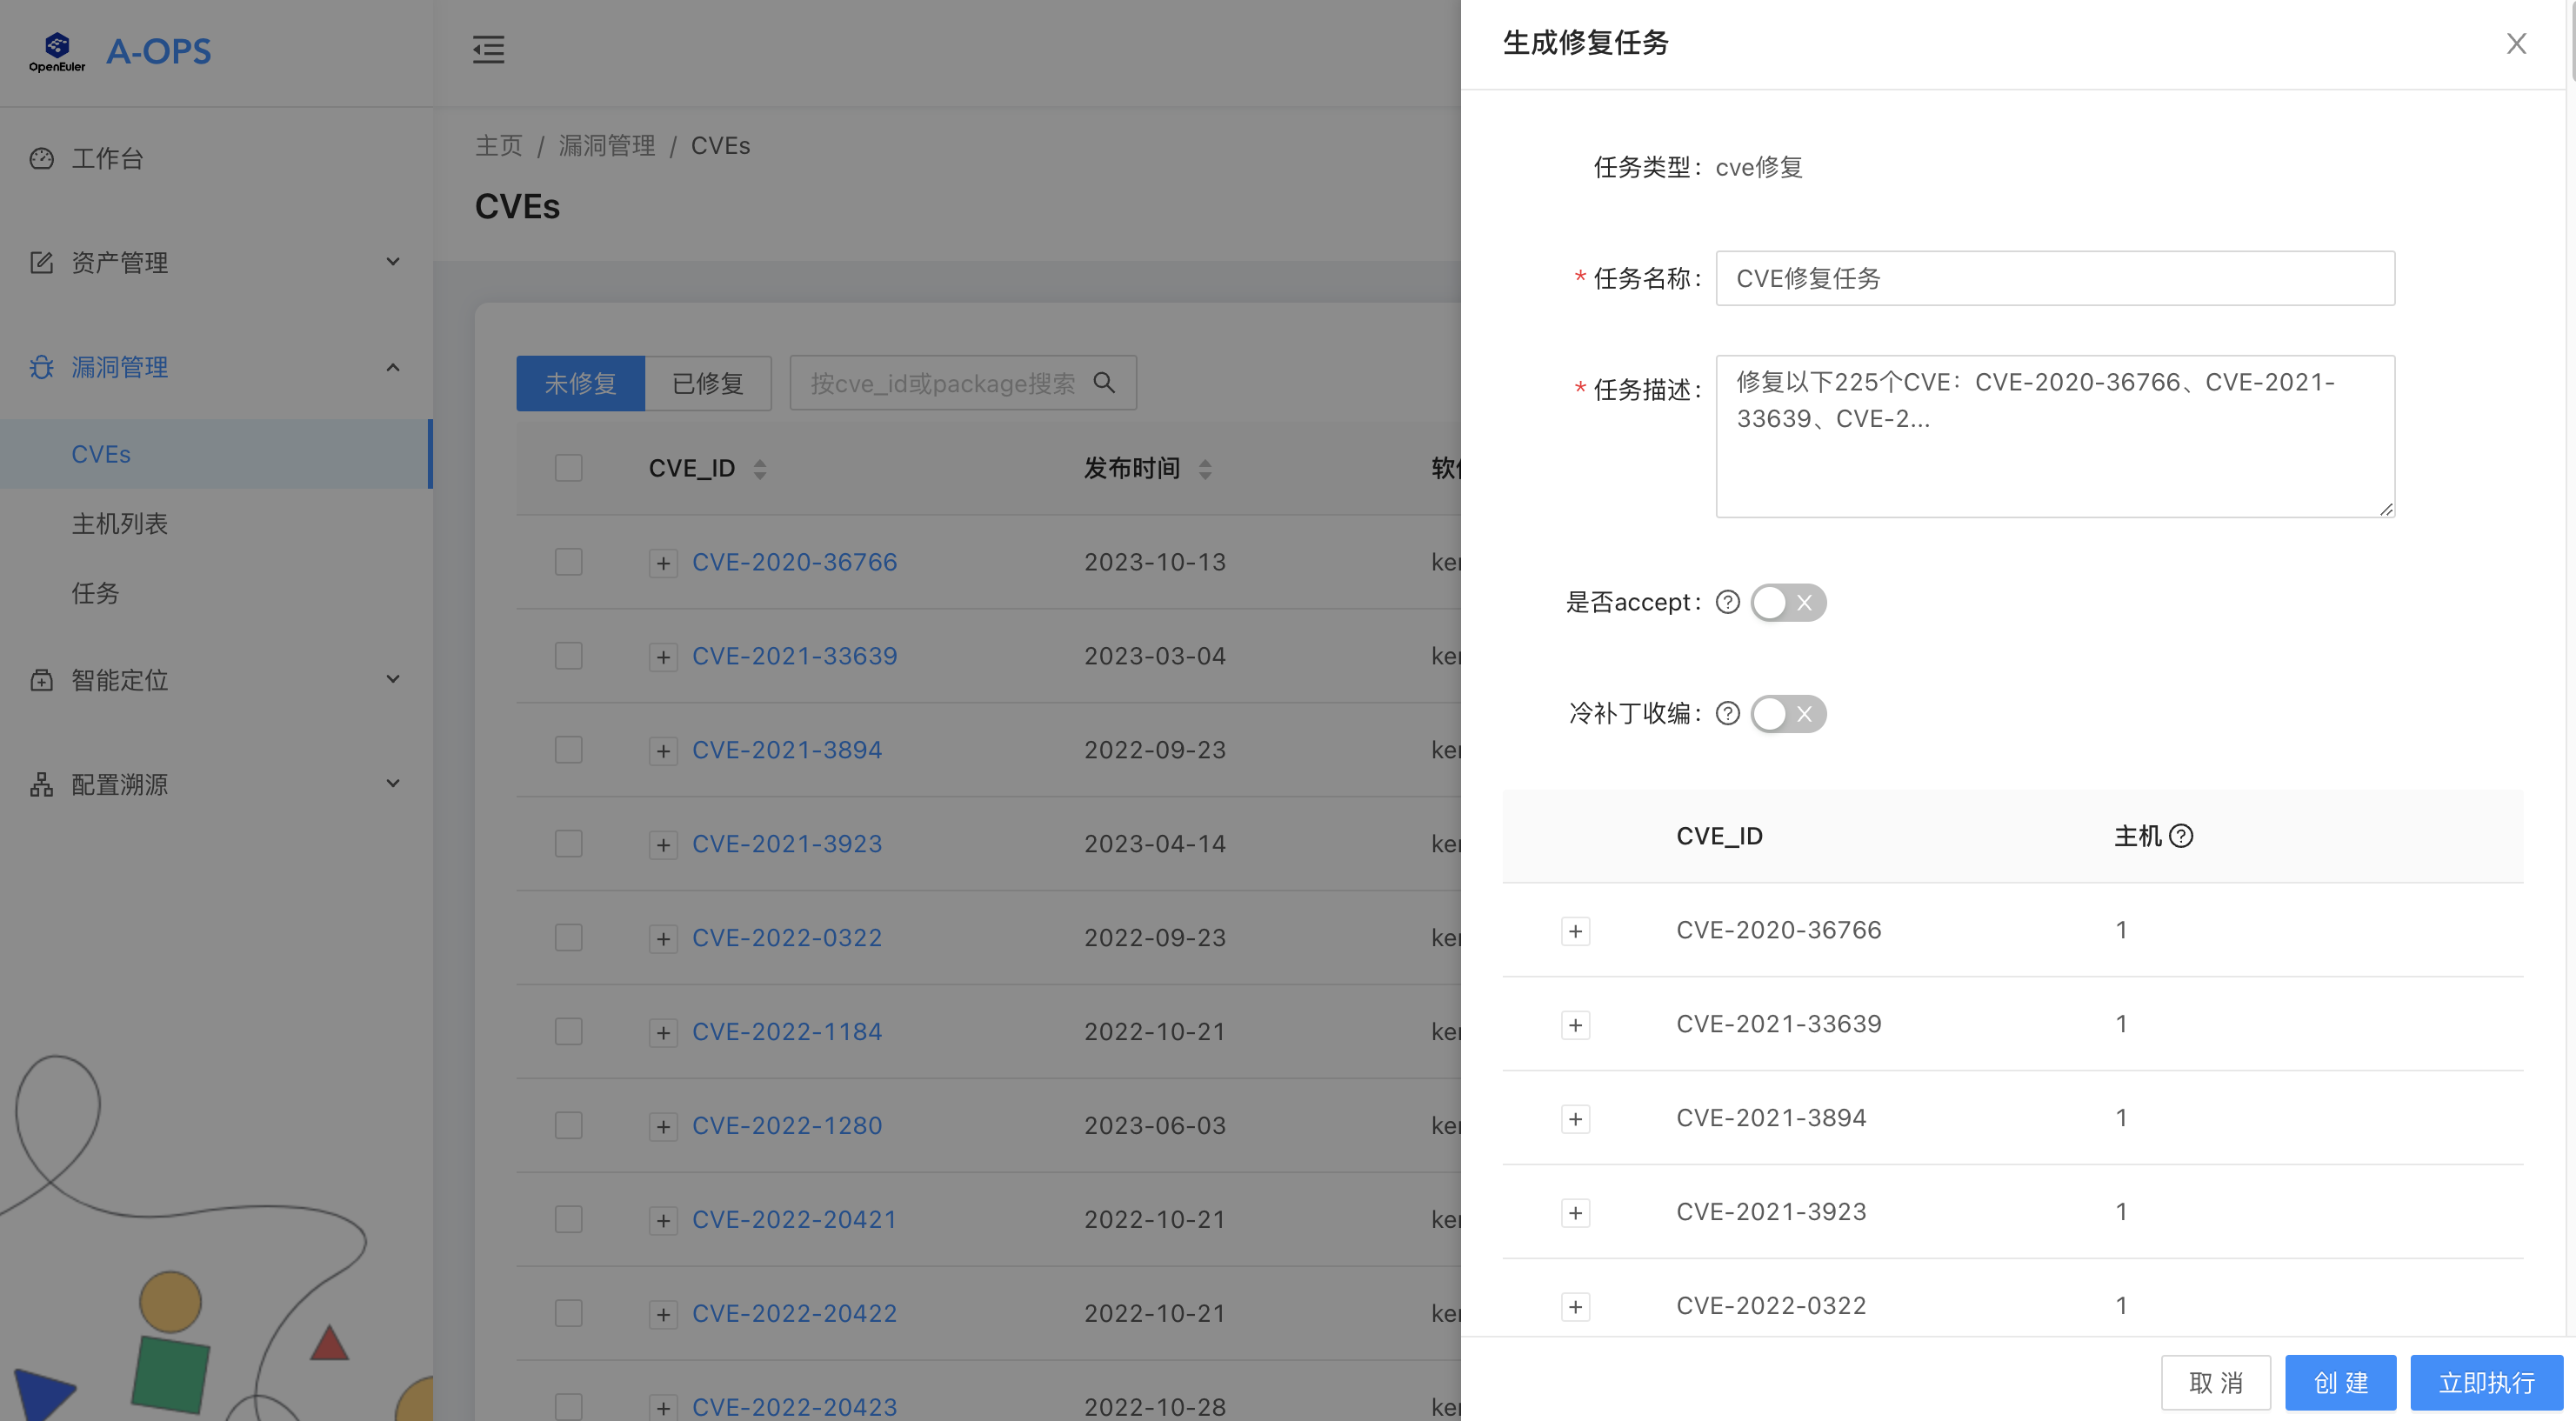 OpenEuler
A-OPS
工作台
资产管理
漏洞管理
CVEs
主机列表
任务
智能定位
配置溯源
主页 / 漏洞管理 / CVEs
CVEs
未修复 已修复 按cve_id或package搜索
CVE_ID 发布时间
CVE-2020-36766 2023-10-13
CVE-2021-33639 2023-03-04
CVE-2021-3894 2022-09-23
CVE-2021-3923 2023-04-14
CVE-2022-0322 2022-09-23
CVE-2022-1184 2022-10-21
CVE-2022-1280 2023-06-03
CVE-2022-20421 2022-10-21
CVE-2022-20422 2022-10-21
CVE-2022-20423 2022-10-28
生成修复任务
任务类型： cve修复
* 任务名称： CVE修复任务
* 任务描述： 修复以下225个CVE：CVE-2020-36766、CVE-2021-
33639、CVE-2...
是否accept：
冷补丁收编：
CVE_ID 主机
CVE-2020-36766 1
CVE-2021-33639 1
CVE-2021-3894 1
CVE-2021-3923 1
CVE-2022-0322 1
取 消 创 建 立即执行